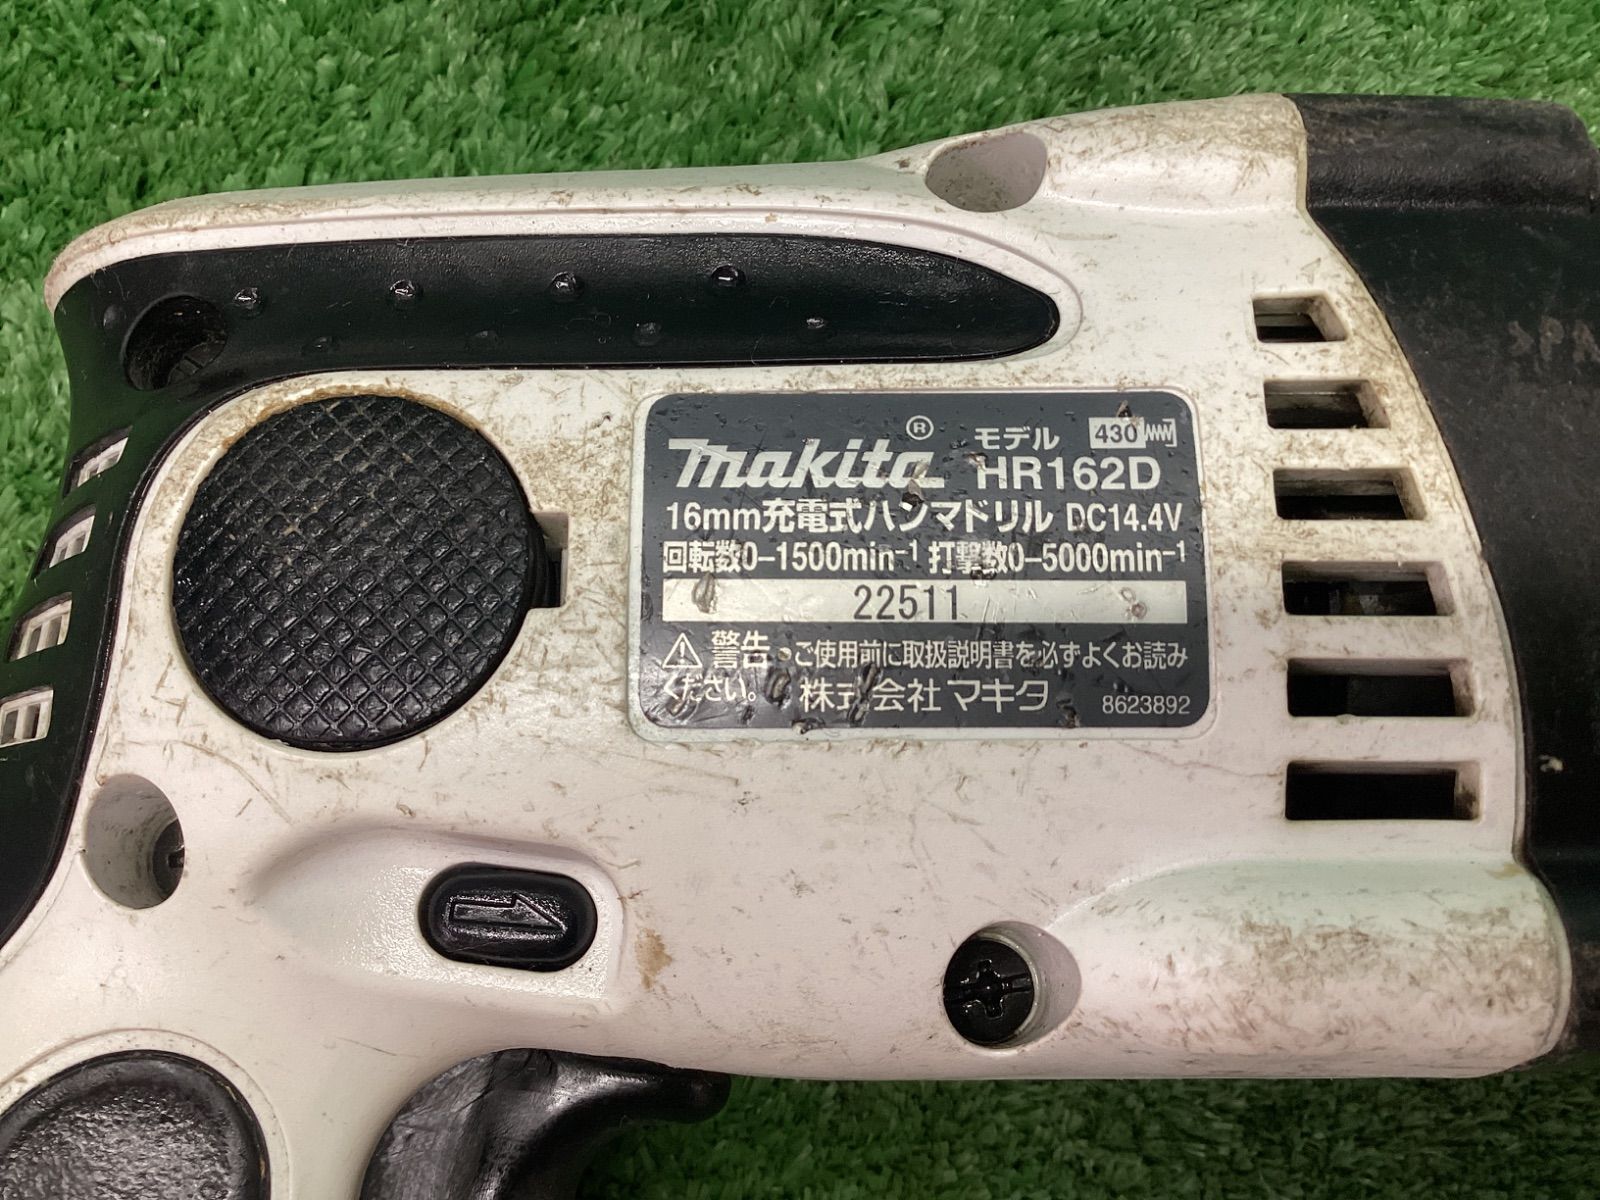 makita® モデル 430
HR162D
16mm充電式ハンマドリル DC14.4V
回転数0-1500min⁻¹ 打撃数0-5000min⁻¹
22511
⚠警告 ●ご使用前に取扱説明書を必ずよくお読み
ください。 株式会社マキタ 8623892